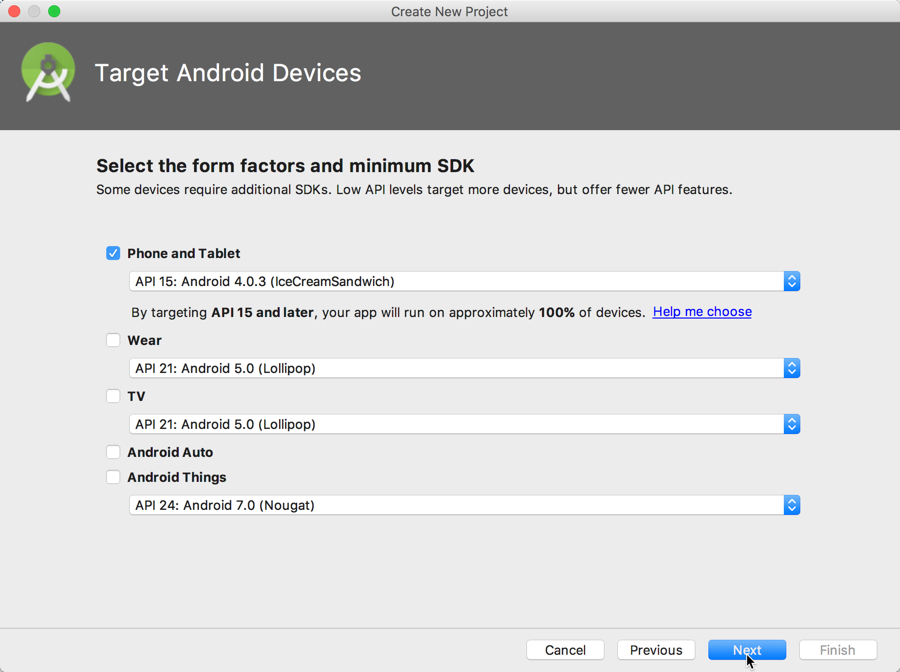 Create New Project
Target Android Devices
Select the form factors and minimum SDK
Some devices require additional SDKs. Low API levels target more devices, but offer fewer API features.
Phone and Tablet
API 15: Android 4.0.3 (IceCreamSandwich)
By targeting API 15 and later, your app will run on approximately 100% of devices. Help me choose
Wear
API 21: Android 5.0 (Lollipop)
TV
API 21: Android 5.0 (Lollipop)
Android Auto
Android Things
API 24: Android 7.0 (Nougat)
Cancel Previous Next Finish